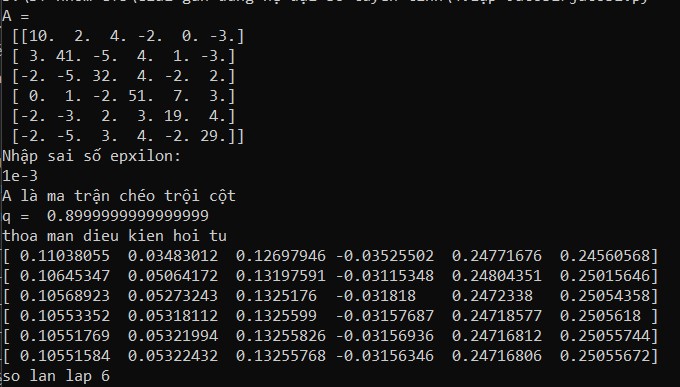 A =
[[10. 2. 4. -2. 0. -3.]
[ 3. 41. -5. 4. 1. -3.]
[-2. -5. 32. 4. -2. 2.]
[ 0. 1. -2. 51. 7. 3.]
[-2. -3. 2. 3. 19. 4.]
[-2. -5. 3. 4. -2. 29.]]
Nhập sai số epxilon:
1e-3
A là ma trận chéo trội cột
q = 0.8999999999999999
thoa man dieu kien hoi tu
[ 0.11038055 0.03483012 0.12697946 -0.03525502 0.24771676 0.24560568]
[ 0.10645347 0.05064172 0.13197591 -0.03115348 0.24804351 0.25015646]
[ 0.10568923 0.05273243 0.1325176 -0.031818 0.2472338 0.25054358]
[ 0.10553352 0.05318112 0.1325599 -0.03157687 0.24718577 0.2505618 ]
[ 0.10551769 0.05321994 0.13255826 -0.03156936 0.24716812 0.25055744]
[ 0.10551584 0.05322432 0.13255768 -0.03156346 0.24716806 0.25055672]
so lan lap 6